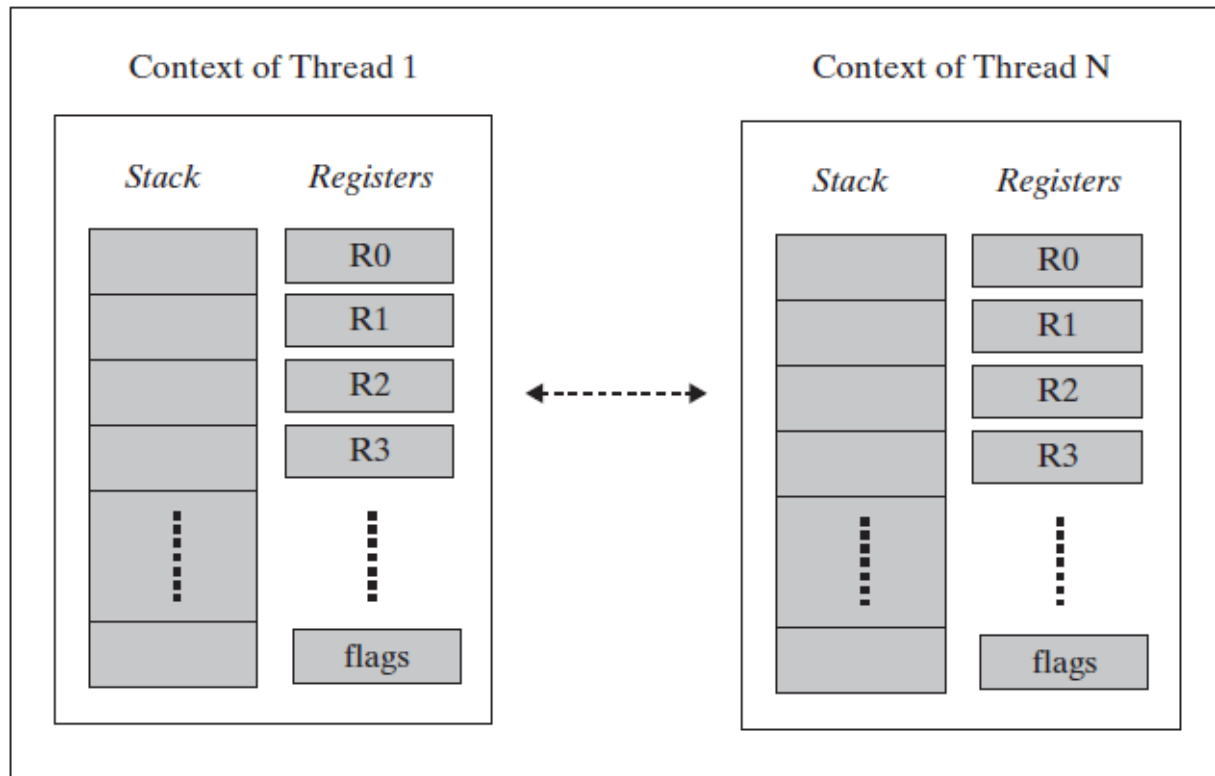 Context of Thread 1
Stack Registers
R0
R1
R2
R3
flags
Context of Thread N
Stack Registers
R0
R1
R2
R3
flags